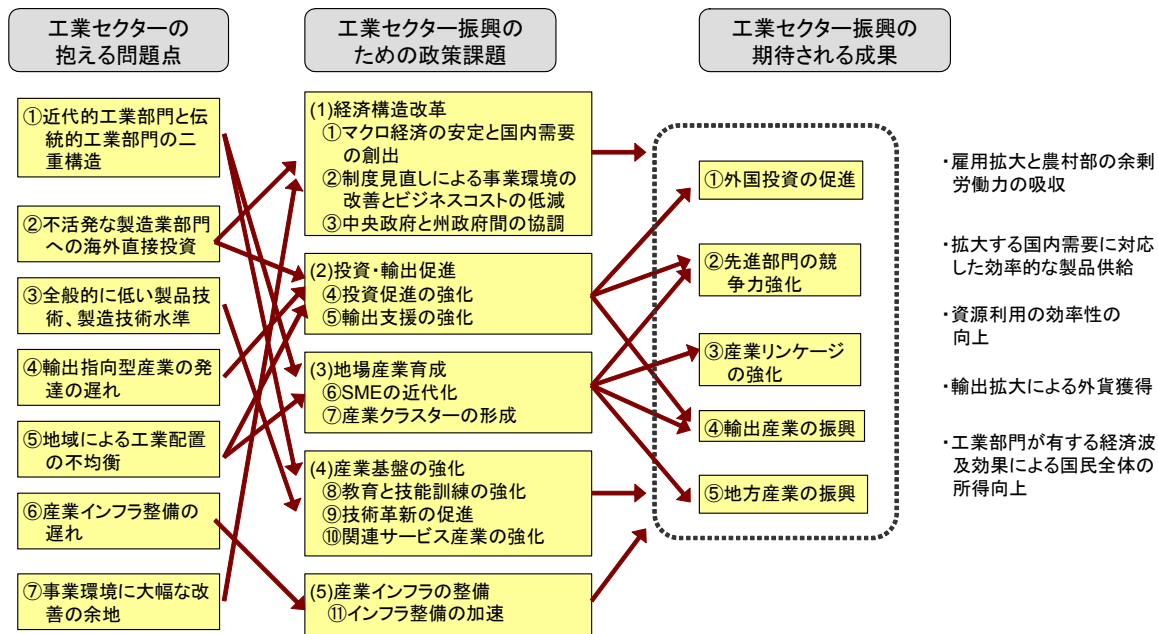 工業セクターの
抱える問題点
工業セクター振興の
ための政策課題
工業セクター振興の
期待される成果
①近代的工業部門と伝
統的工業部門の二
重構造
②不活発な製造業部門
への海外直接投資
③全般的に低い製品技
術、製造技術水準
④輸出指向型産業の発
達の遅れ
⑤地域による工業配置
の不均衡
⑥産業インフラ整備の
遅れ
⑦事業環境に大幅な改
善の余地
(1)経済構造改革
①マクロ経済の安定と国内需要
の創出
②制度見直しによる事業環境の
改善とビジネスコストの低減
③中央政府と州政府間の協調
(2)投資・輸出促進
④投資促進の強化
⑤輸出支援の強化
(3)地場産業育成
⑥SMEの近代化
⑦産業クラスターの形成
(4)産業基盤の強化
⑧教育と技能訓練の強化
⑨技術革新の促進
⑩関連サービス産業の強化
(5)産業インフラの整備
⑪インフラ整備の加速
①外国投資の促進
②先進部門の競
争力強化
③産業リンケージ
の強化
④輸出産業の振興
⑤地方産業の振興
・雇用拡大と農村部の余剰
労働力の吸収
・拡大する国内需要に対応
した効率的な製品供給
・資源利用の効率性の
向上
・輸出拡大による外貨獲得
・工業部門が有する経済波
及効果による国民全体の
所得向上